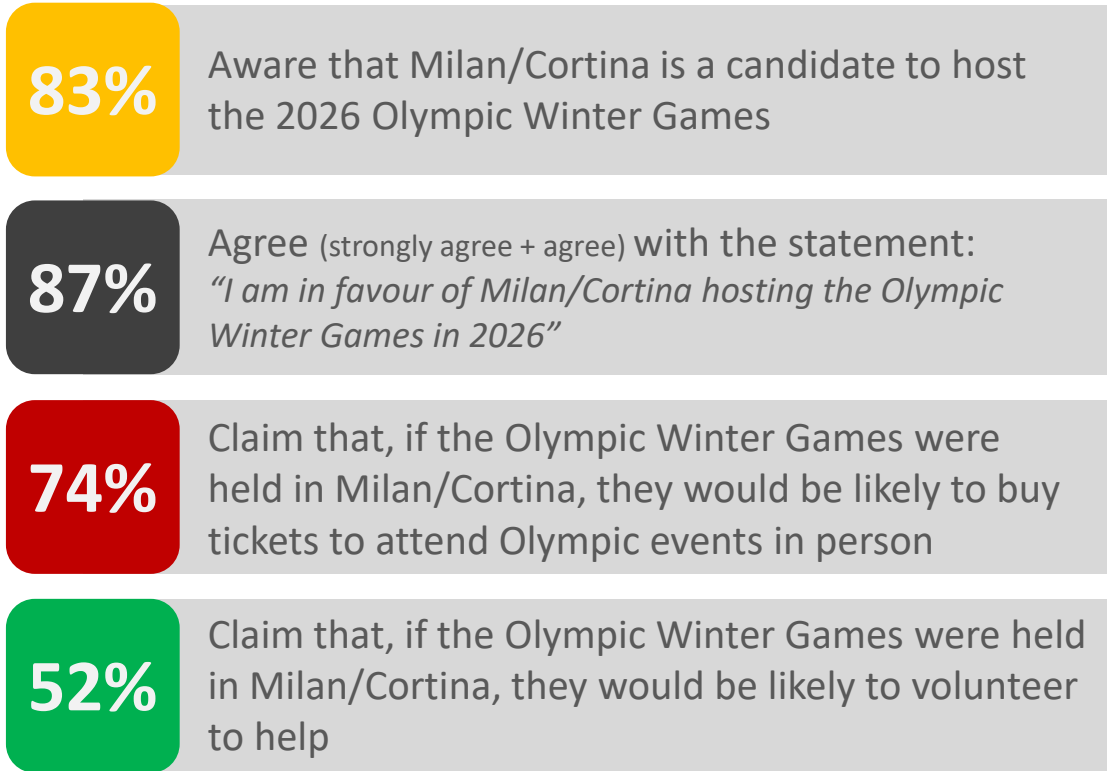 83%
Aware that Milan/Cortina is a candidate to host
the 2026 Olympic Winter Games
87%
Agree (strongly agree + agree) with the statement:
“I am in favour of Milan/Cortina hosting the Olympic
Winter Games in 2026”
74%
Claim that, if the Olympic Winter Games were
held in Milan/Cortina, they would be likely to buy
tickets to attend Olympic events in person
52%
Claim that, if the Olympic Winter Games were held
in Milan/Cortina, they would be likely to volunteer
to help